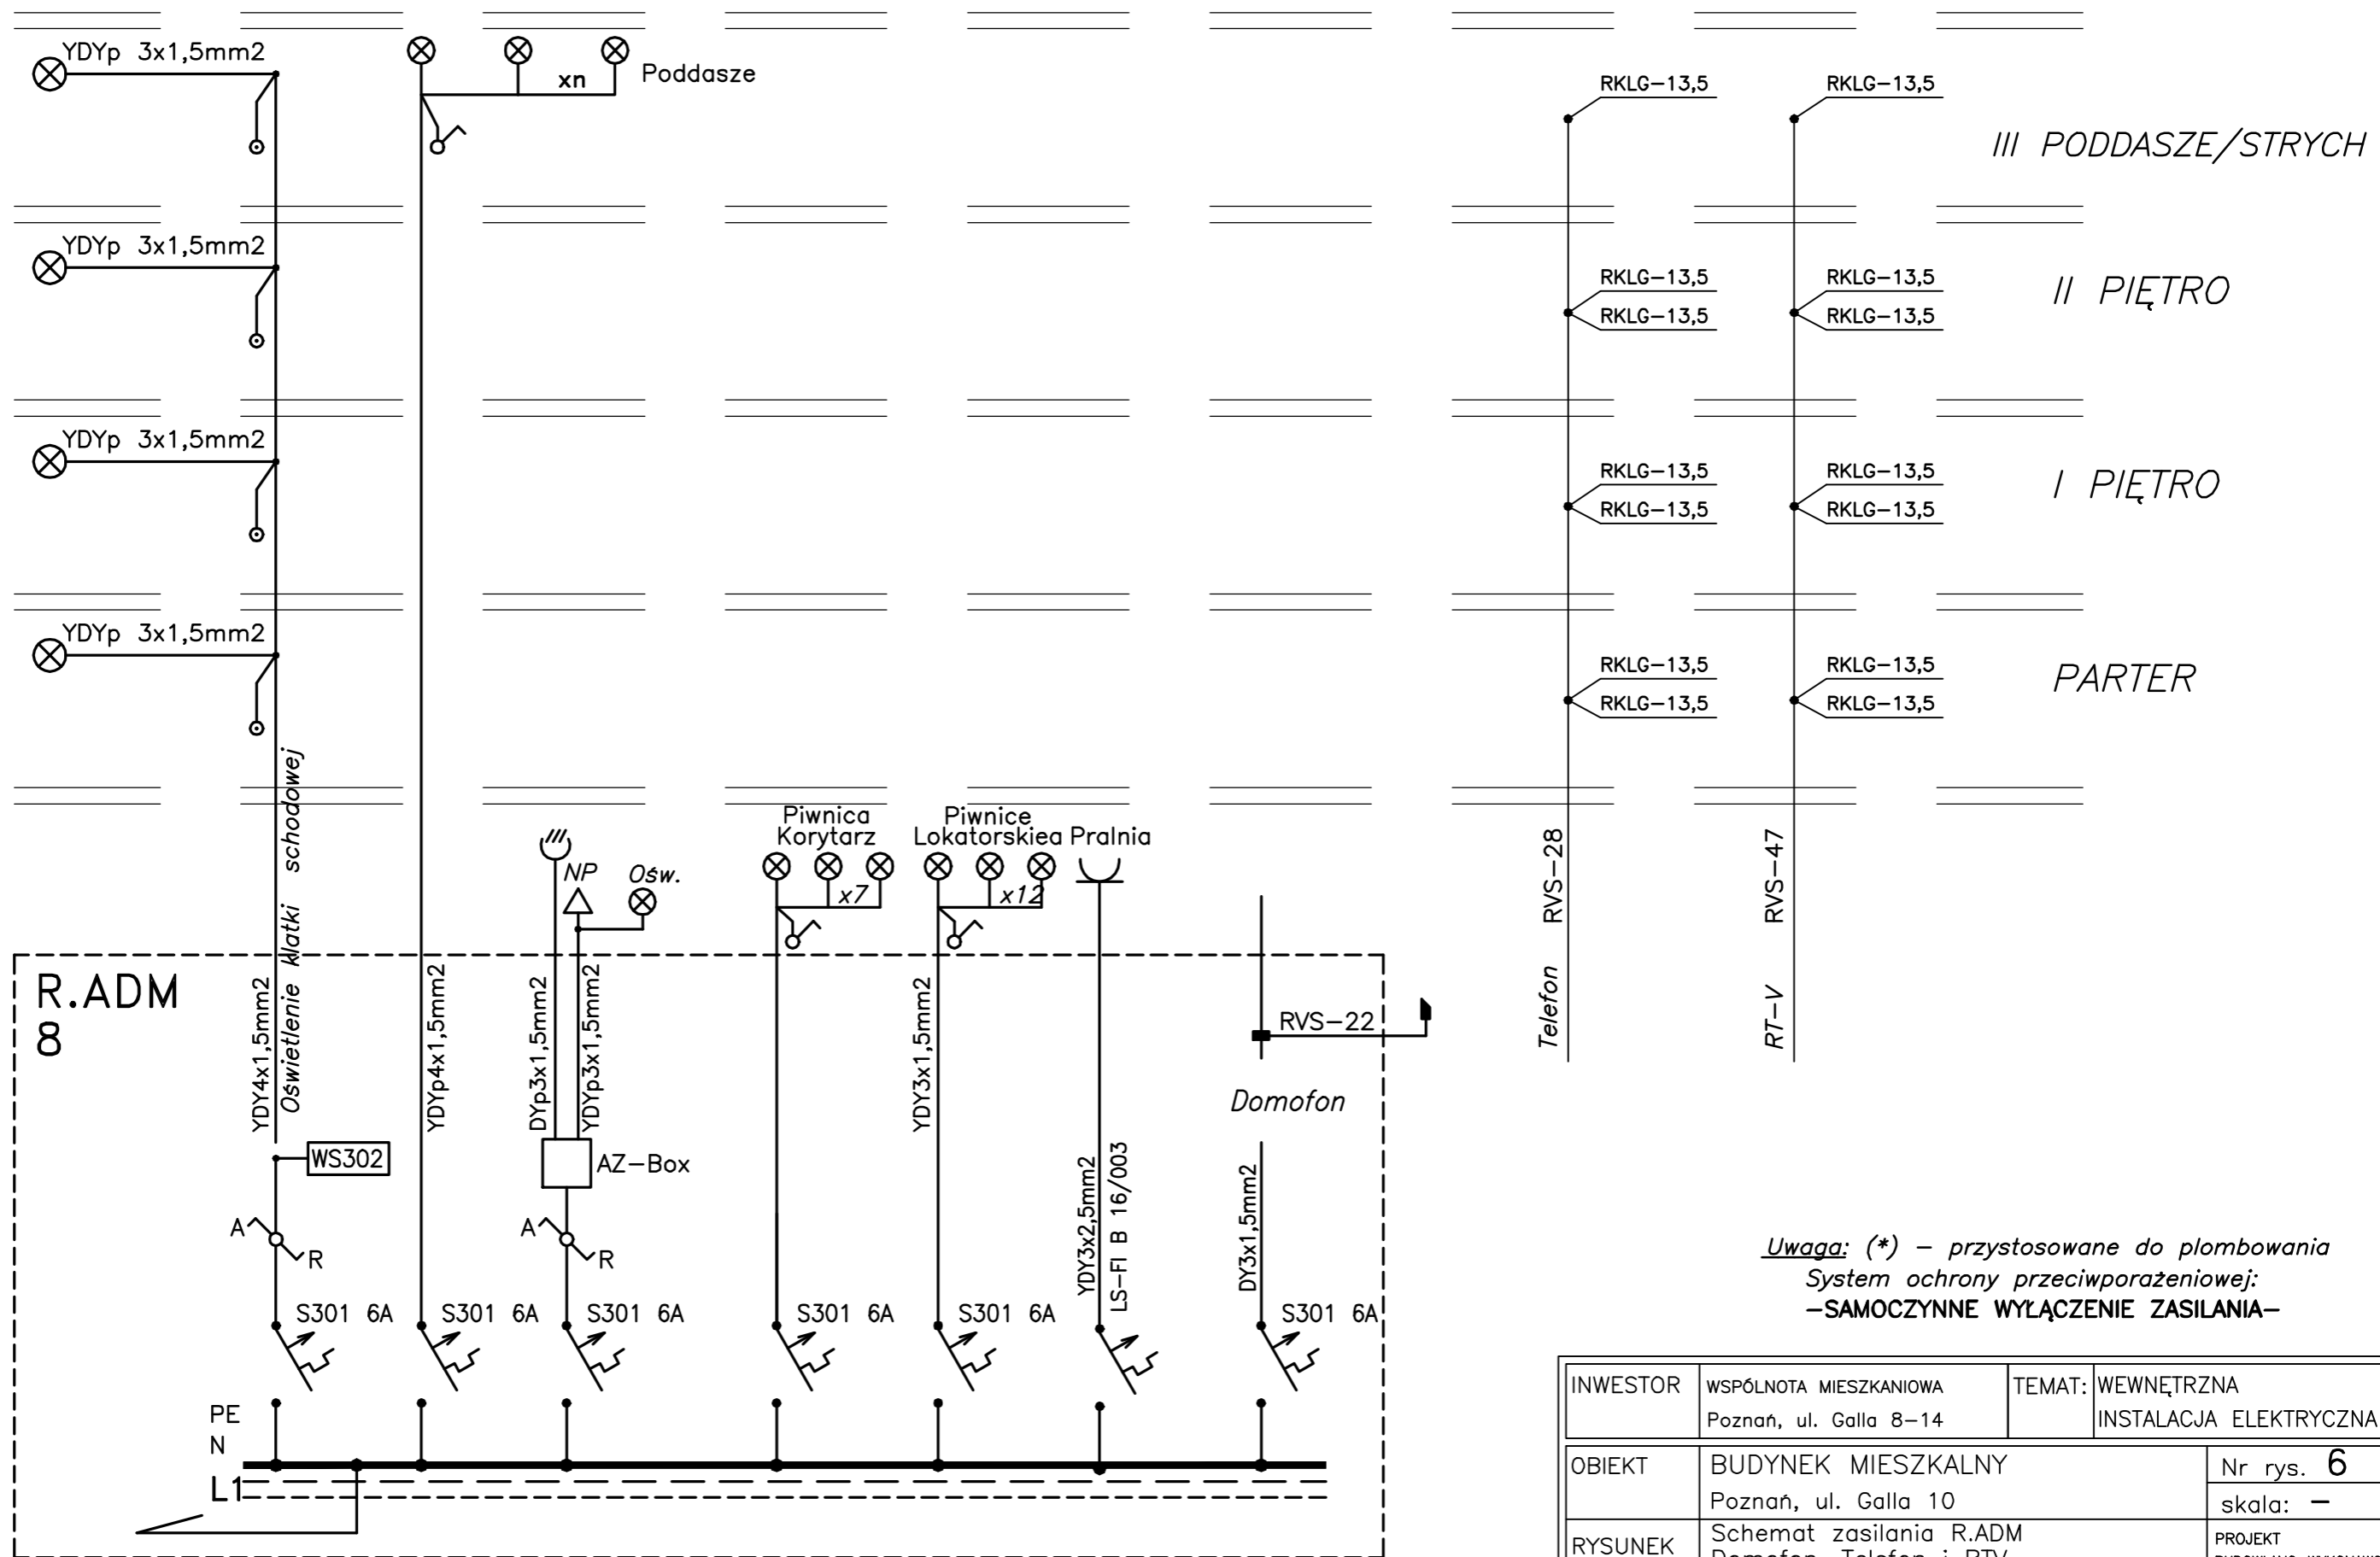 YDYp 3x1,5mm2
xn
Poddasze
RKLG-13,5
RKLG-13,5
III PODDASZE/STRYCH
YDYp 3x1,5mm2
RKLG-13,5
RKLG-13,5
RKLG-13,5
RKLG-13,5
II PIĘTRO
YDYp 3x1,5mm2
RKLG-13,5
RKLG-13,5
RKLG-13,5
RKLG-13,5
I PIĘTRO
YDYp 3x1,5mm2
RKLG-13,5
RKLG-13,5
RKLG-13,5
RKLG-13,5
PARTER
Oświetlenie klatki schodowej
NP
Ośw.
Piwnica
Korytarz
x7
Piwnice
Lokatorskiea
x12
Pralnia
Telefon RVS-28
RT-V RVS-47
R.ADM
8
YDY4x1,5mm2
YDYp4x1,5mm2
DYp3x1,5mm2
YDYp3x1,5mm2
YDY3x1,5mm2
RVS-22
Domofon
WS302
AZ-Box
YDY3x2,5mm2
LS-FI B 16/003
DY3x1,5mm2
A
R
A
R
S301 6A
S301 6A
S301 6A
S301 6A
S301 6A
S301 6A
PE
N
L1
Uwaga: (*) – przystosowane do plombowania
System ochrony przeciwporażeniowej:
–SAMOCZYNNE WYŁĄCZENIE ZASILANIA–
INWESTOR
WSPÓLNOTA MIESZKANIOWA
Poznań, ul. Galla 8-14
TEMAT:
WEWNĘTRZNA
INSTALACJA ELEKTRYCZNA
OBIEKT
BUDYNEK MIESZKALNY
Poznań, ul. Galla 10
Nr rys. 6
skala: –
RYSUNEK
Schemat zasilania R.ADM
Domofon, Telefon i RTV
PROJEKT